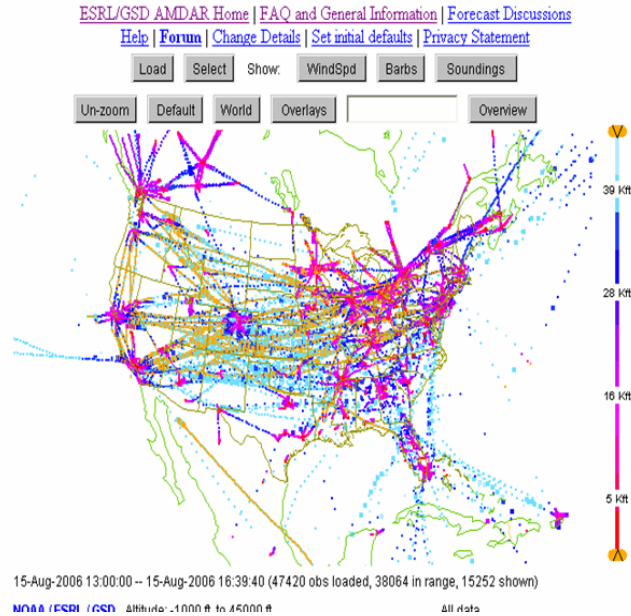 ESRL/GSD AMDAR Home | FAQ and General Information | Forecast Discussions
Help | Forum | Change Details | Set initial defaults | Privacy Statement
Load Select Show: WindSpd Barbs Soundings
Un-zoom Default World Overlays Overview
39 Kft
28 Kft
16 Kft
5 Kft
15-Aug-2006 13:00:00 -- 15-Aug-2006 16:39:40 (47420 obs loaded, 38064 in range, 15252 shown)
NOAA / ESRL / GSD Altitude: -1000 ft. to 45000 ft. All data